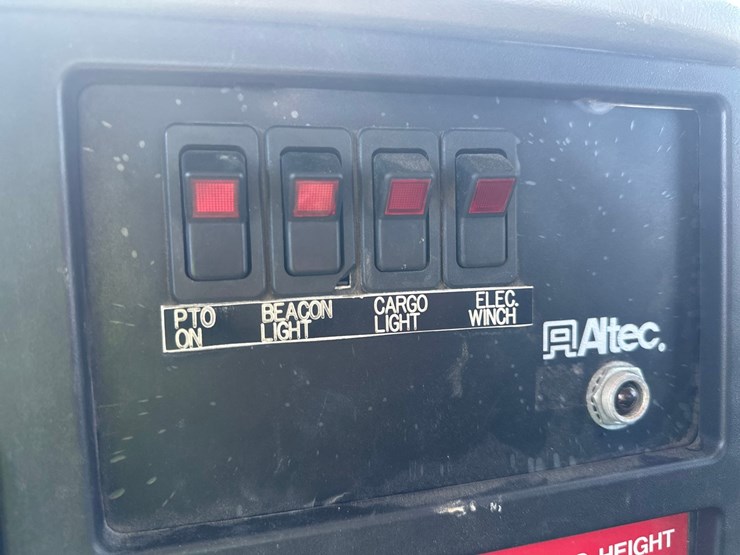 PTO ON
BEACON LIGHT
CARGO LIGHT
ELEC. WINCH
Altec.
HEIGHT